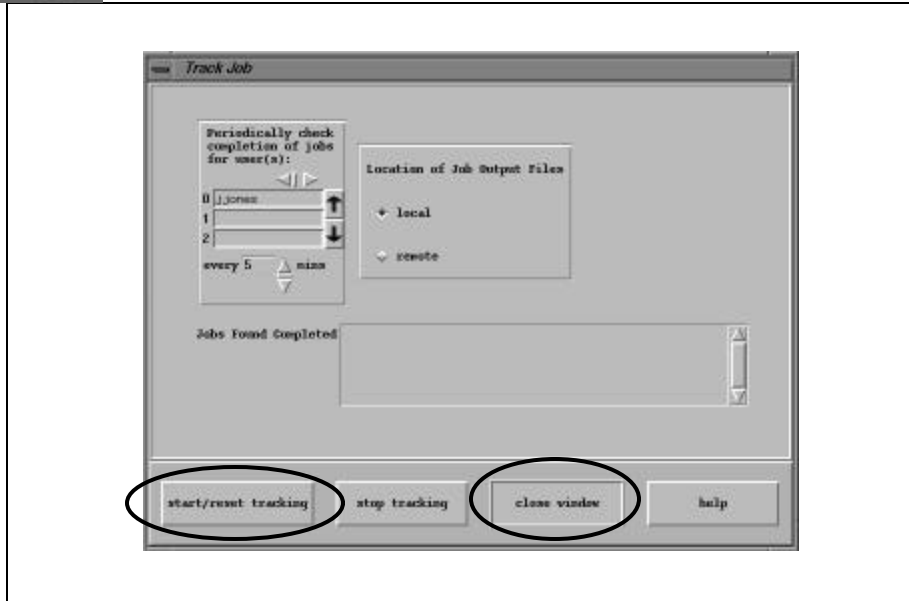 Track Job
Periodically check
completion of jobs
for user(s):
0 jjones
1
2
every 5 mins
Location of Job Output Files
local
remote
Jobs Found Completed
start/reset tracking
stop tracking
close window
help